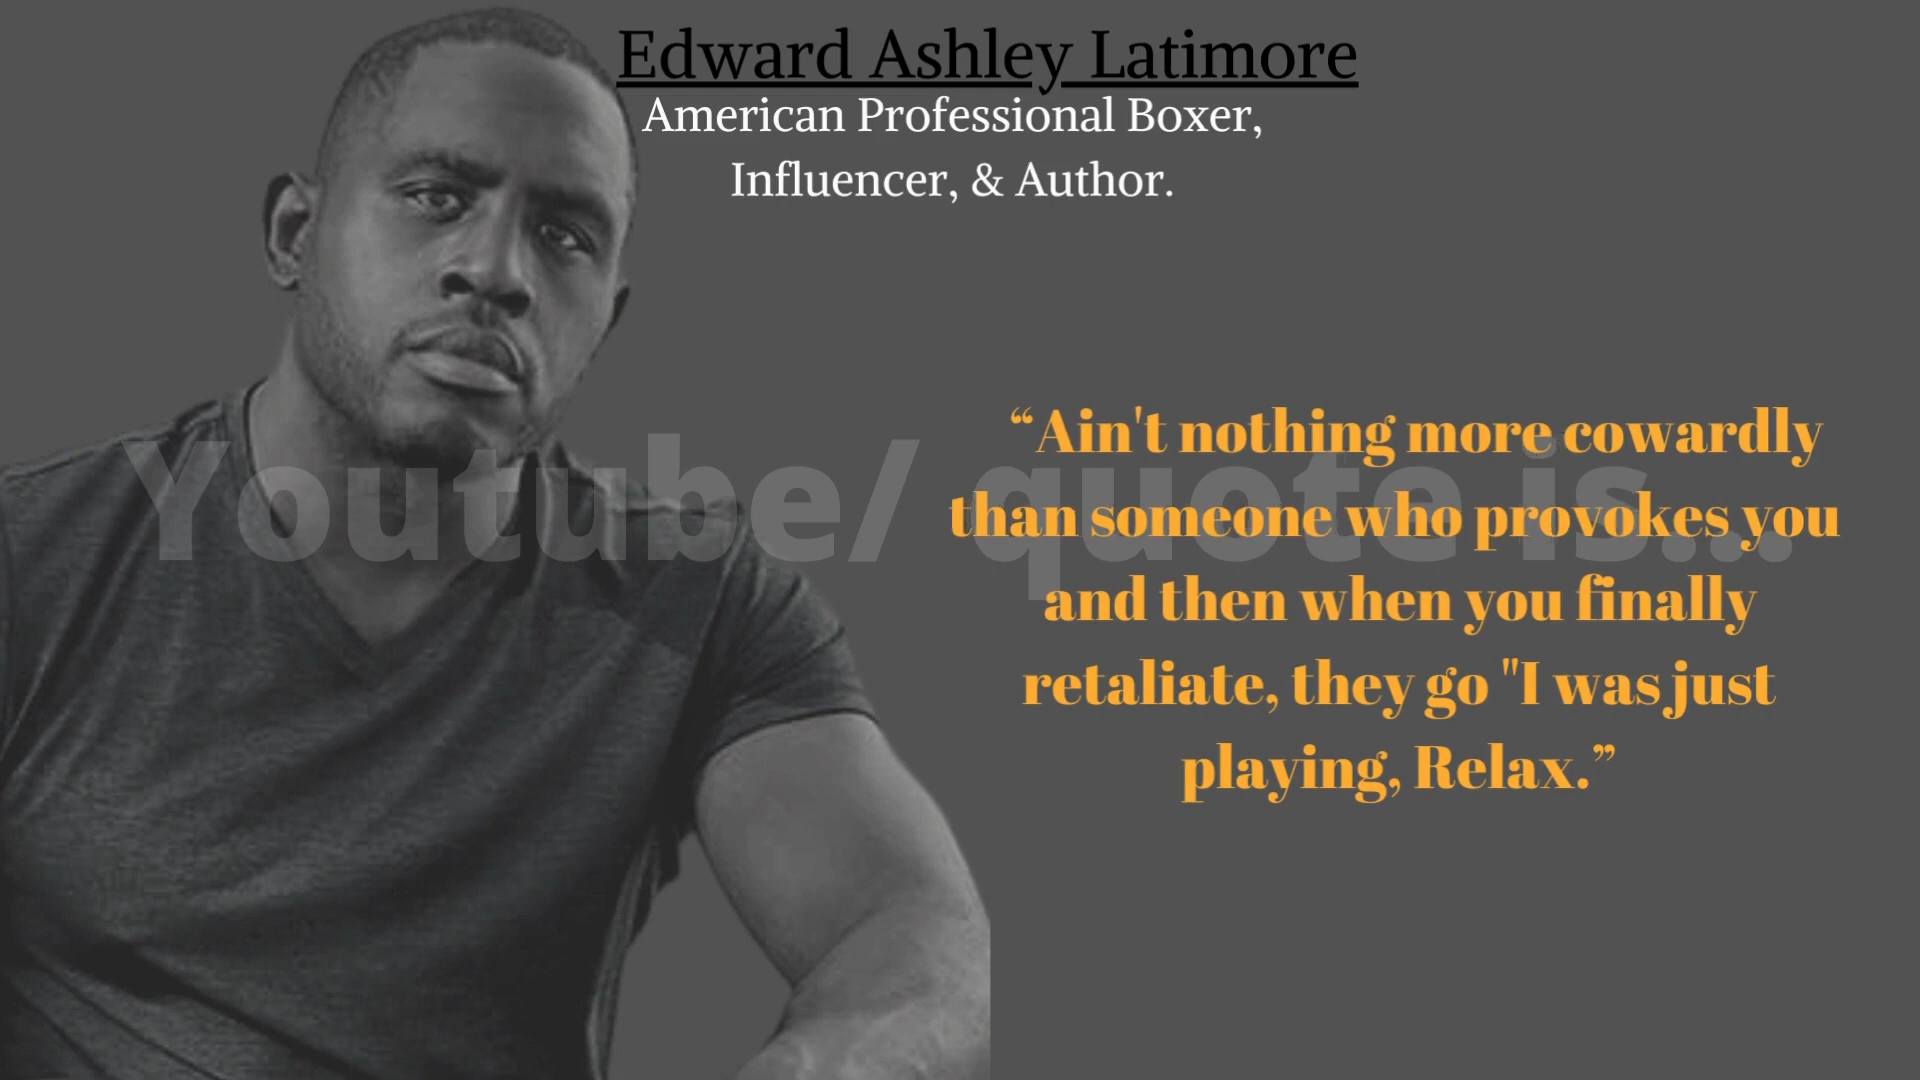 Edward Ashley Latimore
American Professional Boxer,
Influencer, & Author.
Youtube/ quote is...
“Ain't nothing more cowardly
than someone who provokes you
and then when you finally
retaliate, they go "I was just
playing, Relax.”